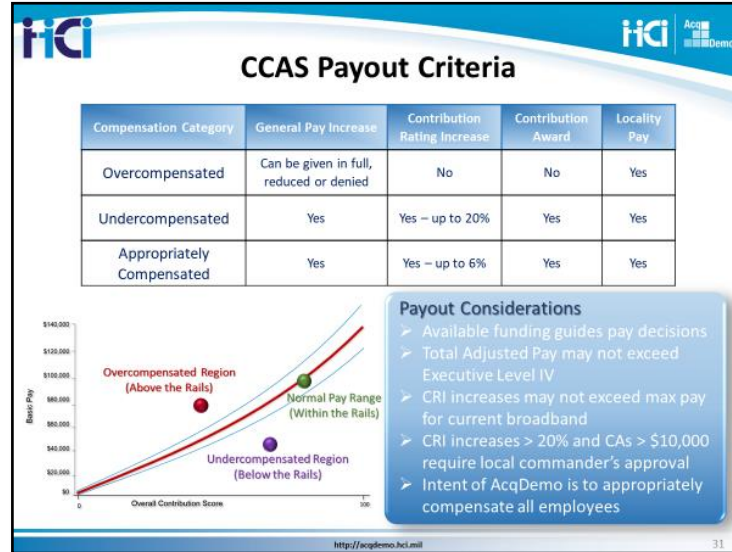 HCi
HCi
Acq
Demo
CCAS Payout Criteria
Compensation Category
General Pay Increase
Contribution
Rating Increase
Contribution
Award
Locality
Pay
Overcompensated
Can be given in full,
reduced or denied
No
No
Yes
Undercompensated
Yes
Yes – up to 20%
Yes
Yes
Appropriately
Compensated
Yes
Yes – up to 6%
Yes
Yes
$140,000
$120,000
$100,000
$80,000
$60,000
$40,000
$20,000
$0
Basic Pay
Overcompensated Region
(Above the Rails)
Normal Pay Range
(Within the Rails)
Undercompensated Region
(Below the Rails)
0
Overall Contribution Score
100
Payout Considerations
➢ Available funding guides pay decisions
➢ Total Adjusted Pay may not exceed
Executive Level IV
➢ CRI increases may not exceed max pay
for current broadband
➢ CRI increases > 20% and CAs > $10,000
require local commander's approval
➢ Intent of AcqDemo is to appropriately
compensate all employees
http://acqdemo.hci.mil
31